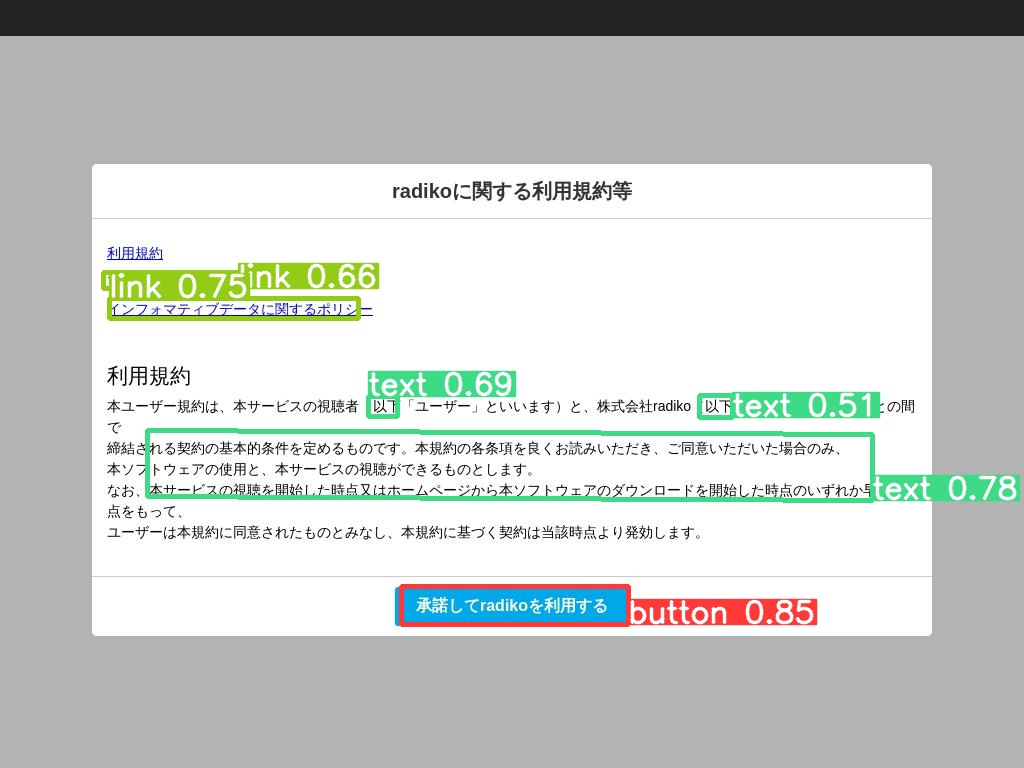 radikoに関する利用規約等
利用規約
link 0.66
link 0.75
インフォマティブデータに関するポリシー
利用規約
text 0.69
本ユーザー規約は、本サービスの視聴者 以下「ユーザー」といいます）と、株式会社radiko 以下 text 0.51 との間
で
締結される契約の基本的条件を定めるものです。本規約の各条項を良くお読みいただき、ご同意いただいた場合のみ、
本ソフトウェアの使用と、本サービスの視聴ができるものとします。
なお、本サービスの視聴を開始した時点又はホームページから本ソフトウェアのダウンロードを開始した時点のいずれか早
text 0.78
点をもって、
ユーザーは本規約に同意されたものとみなし、本規約に基づく契約は当該時点より発効します。
承諾してradikoを利用する
button 0.85